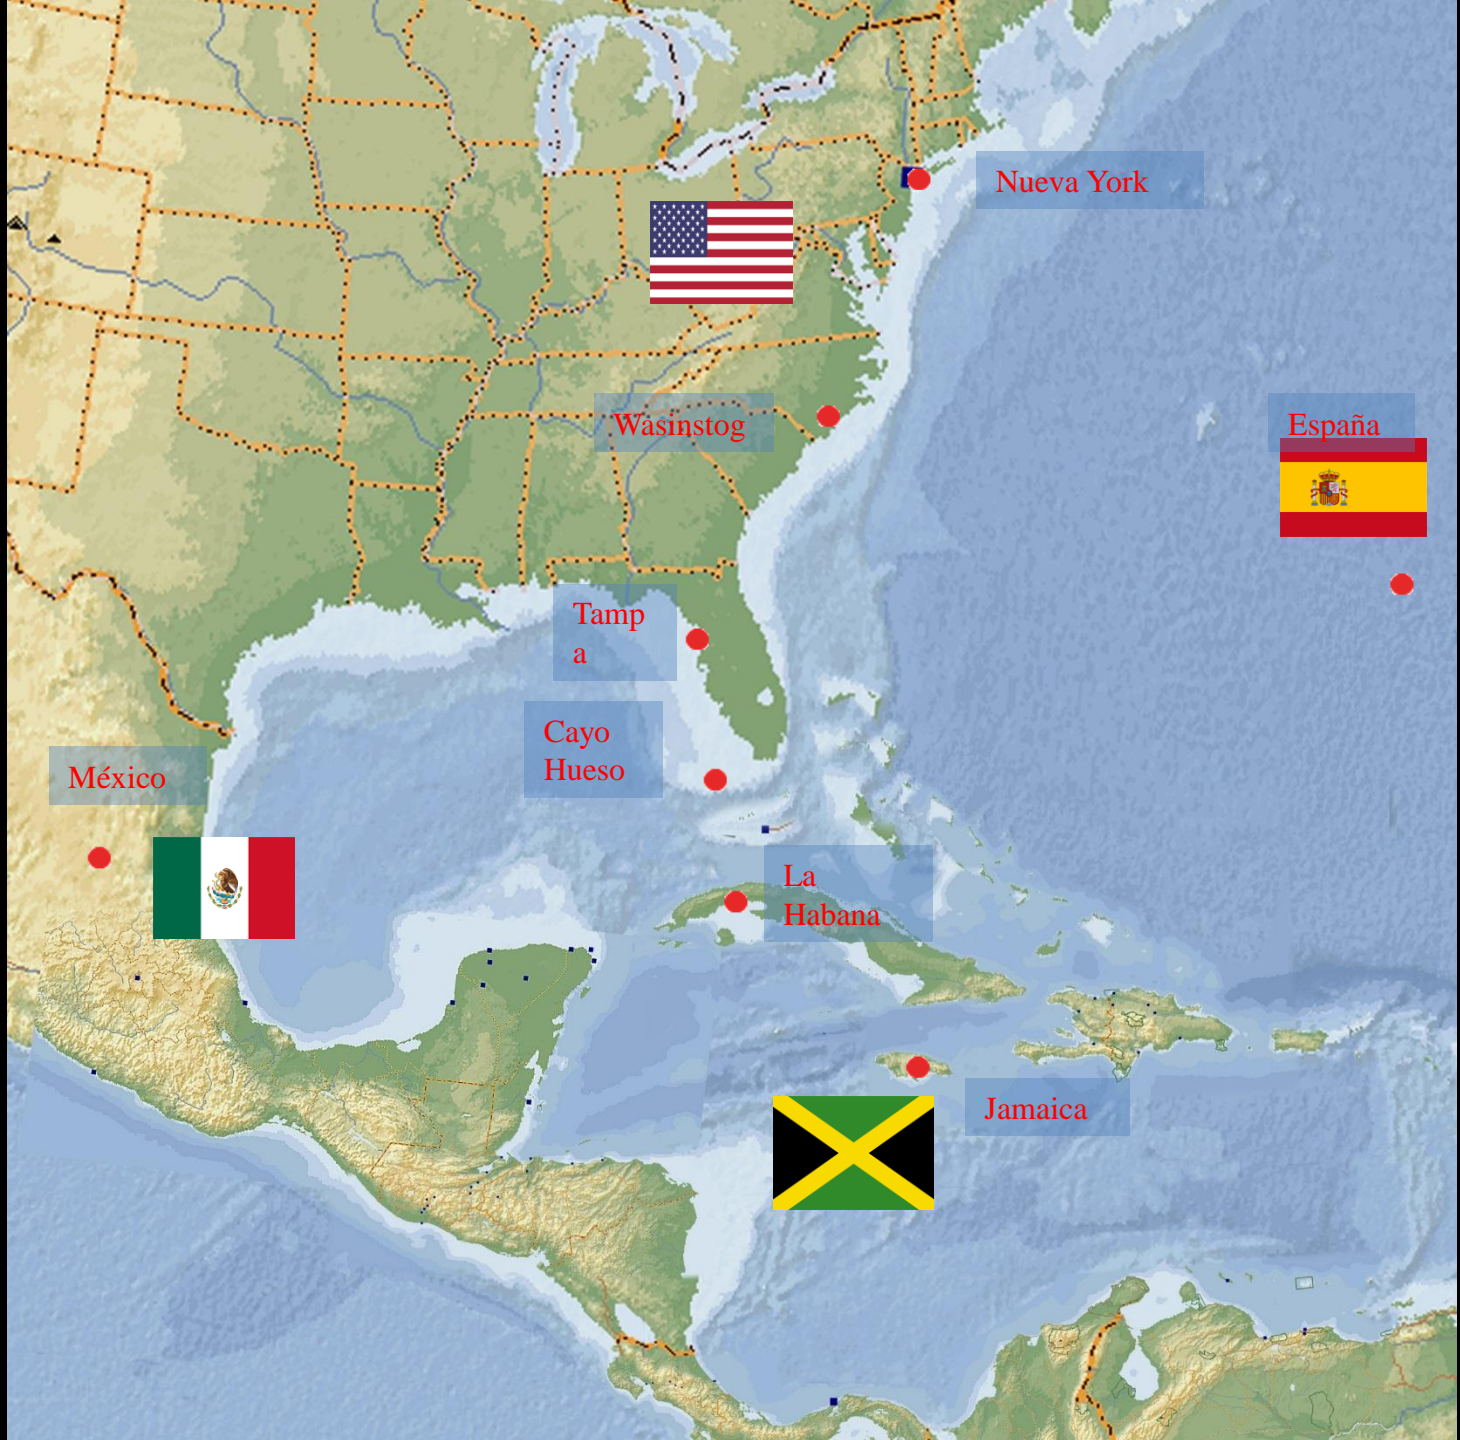 Nueva York
Wasinstog
España
Tamp
a
Cayo
Hueso
México
La
Habana
Jamaica